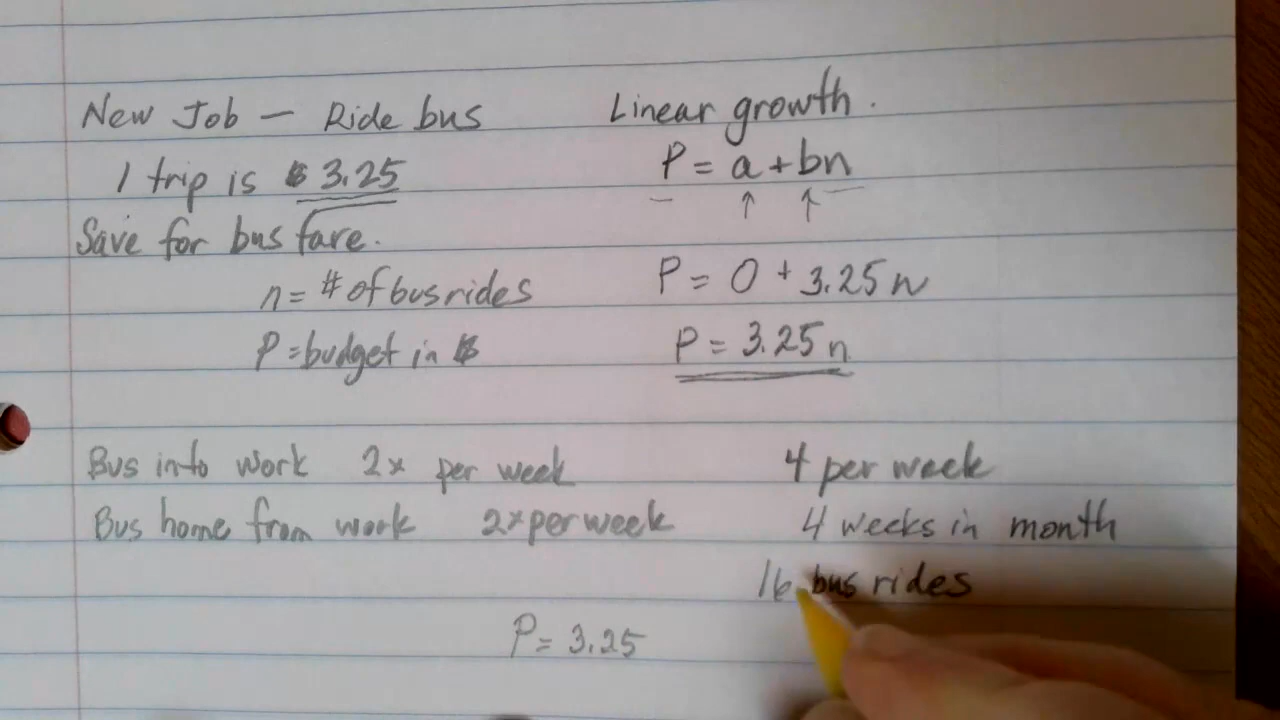 New Job – Ride bus
1 trip is $3.25
Save for bus fare.
n = # of bus rides
P = budget in $
Linear growth.
P = a + bn
P = 0 + 3.25n
P = 3.25n
Bus into work 2x per week
Bus home from work 2x per week
4 per week
4 weeks in month
16 bus rides
P = 3.25